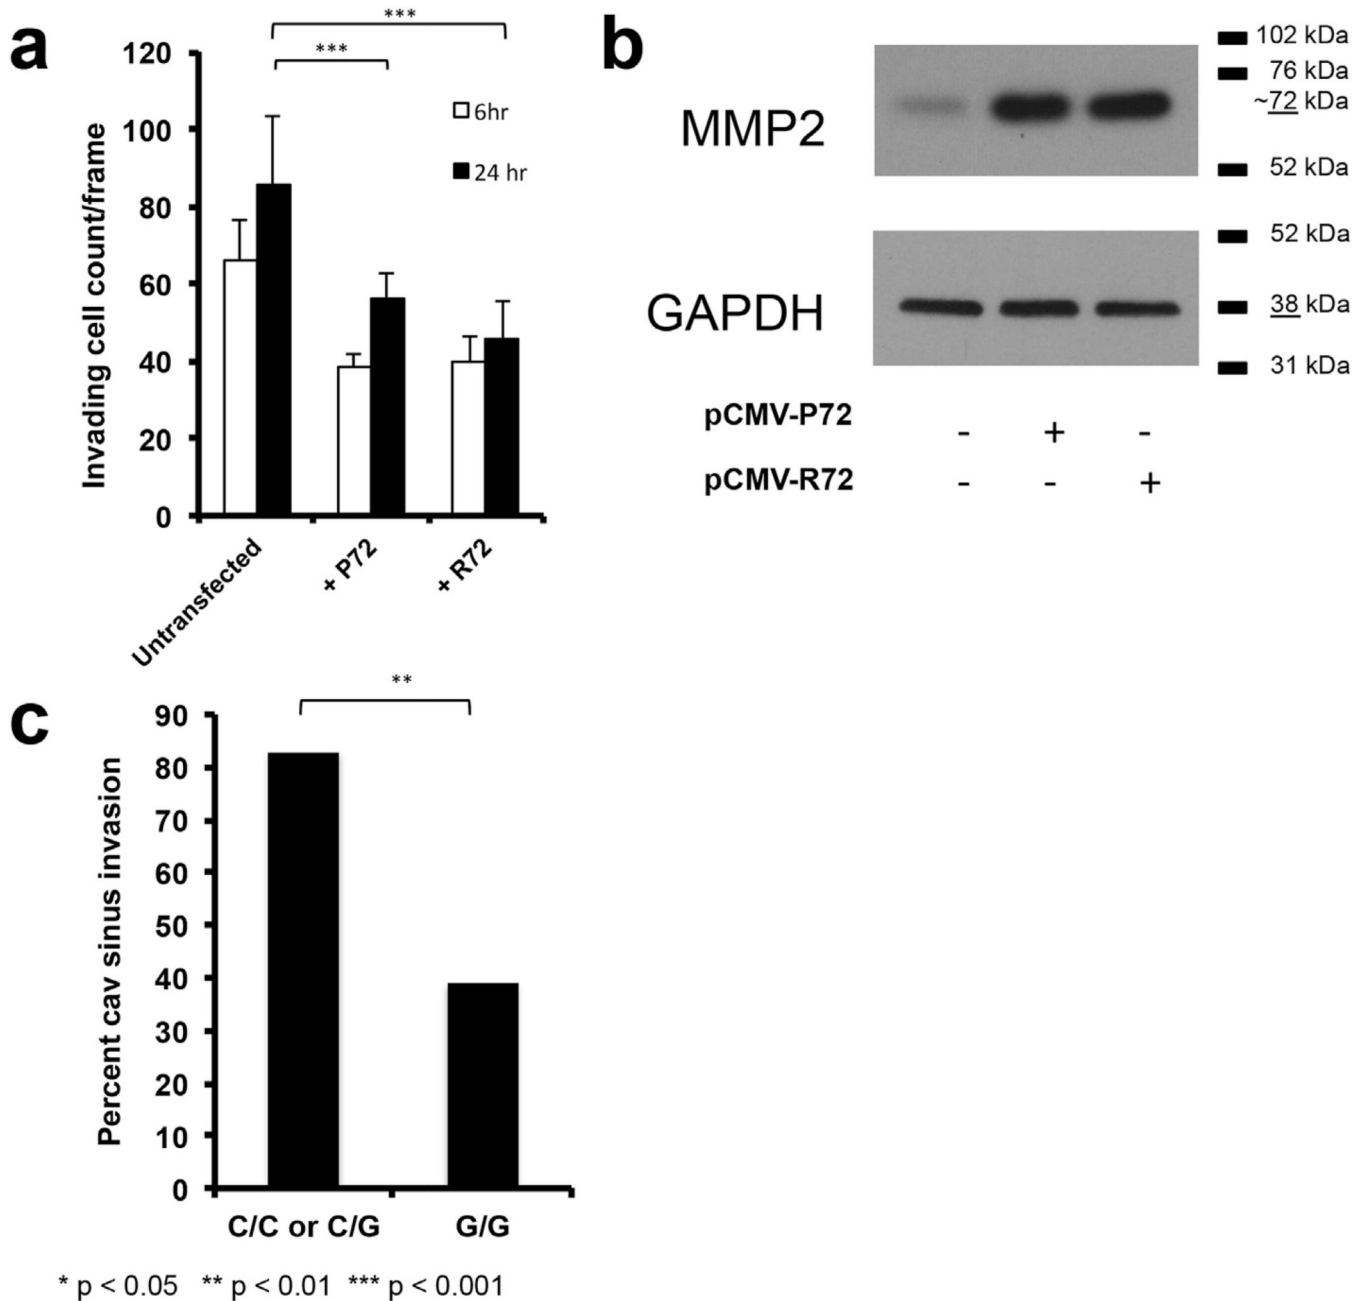 a
***
***
120
100
80
60
40
20
0
Invading cell count/frame
6hr
24 hr
Untransfected
+ P72
+ R72
b
MMP2
102 kDa
76 kDa
~72 kDa
52 kDa
GAPDH
52 kDa
38 kDa
31 kDa
pCMV-P72 - + -
pCMV-R72 - - +
c
**
90
80
70
60
50
40
30
20
10
0
Percent cav sinus invasion
C/C or C/G
G/G
* p < 0.05 ** p < 0.01 *** p < 0.001